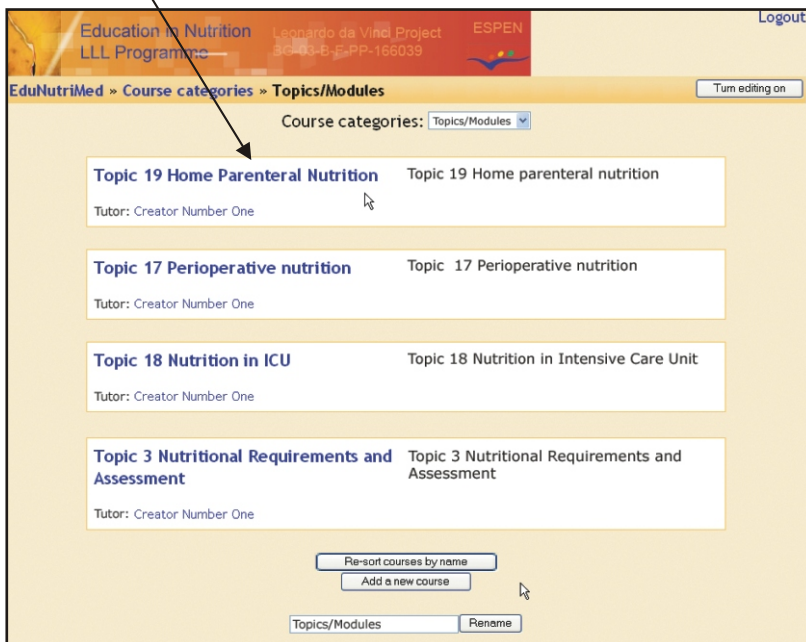 Education in Nutrition
LLL Programme
Leonardo da Vinci Project
BG-03-B-F-PP-166039
ESPEN
Logout
EduNutriMed » Course categories » Topics/Modules
Turn editing on
Course categories: Topics/Modules
Topic 19 Home Parenteral Nutrition
Topic 19 Home parenteral nutrition
Tutor: Creator Number One
Topic 17 Perioperative nutrition
Topic 17 Perioperative nutrition
Tutor: Creator Number One
Topic 18 Nutrition in ICU
Topic 18 Nutrition in Intensive Care Unit
Tutor: Creator Number One
Topic 3 Nutritional Requirements and
Assessment
Topic 3 Nutritional Requirements and
Assessment
Tutor: Creator Number One
Re-sort courses by name
Add a new course
Topics/Modules
Rename